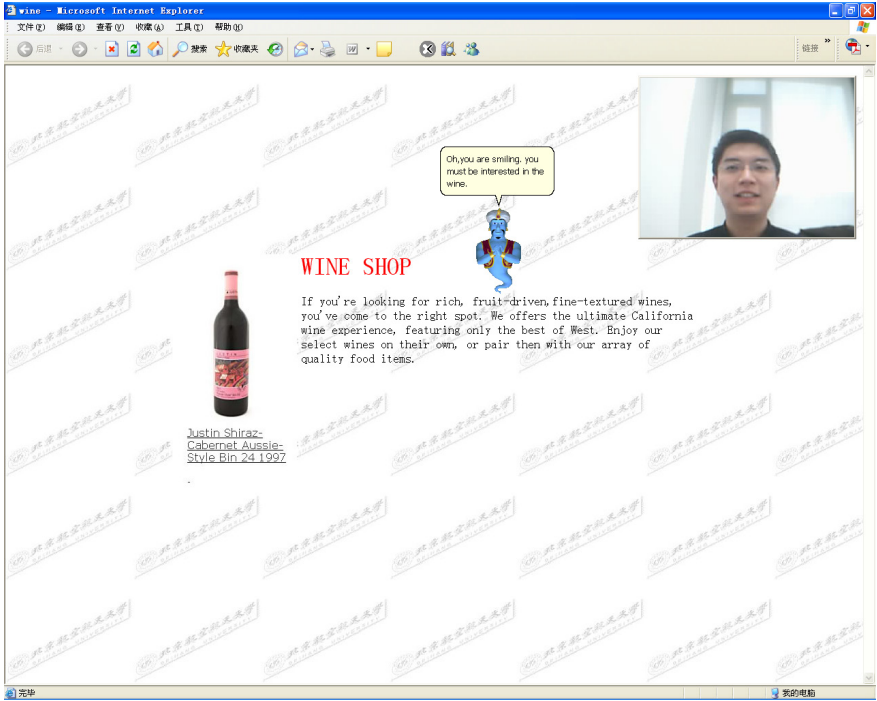 wine - Microsoft Internet Explorer
文件(F) 编辑(E) 查看(V) 收藏(A) 工具(T) 帮助(H)
后退 搜索 收藏夹 链接 »
Oh,you are smiling. you
must be interested in the
wine.
WINE SHOP
If you're looking for rich, fruit-driven,fine-textured wines,
you've come to the right spot. We offers the ultimate California
wine experience, featuring only the best of West. Enjoy our
select wines on their own, or pair then with our array of
quality food items.
Justin Shiraz-
Cabernet Aussie-
Style Bin 24 1997
.
完毕 我的电脑